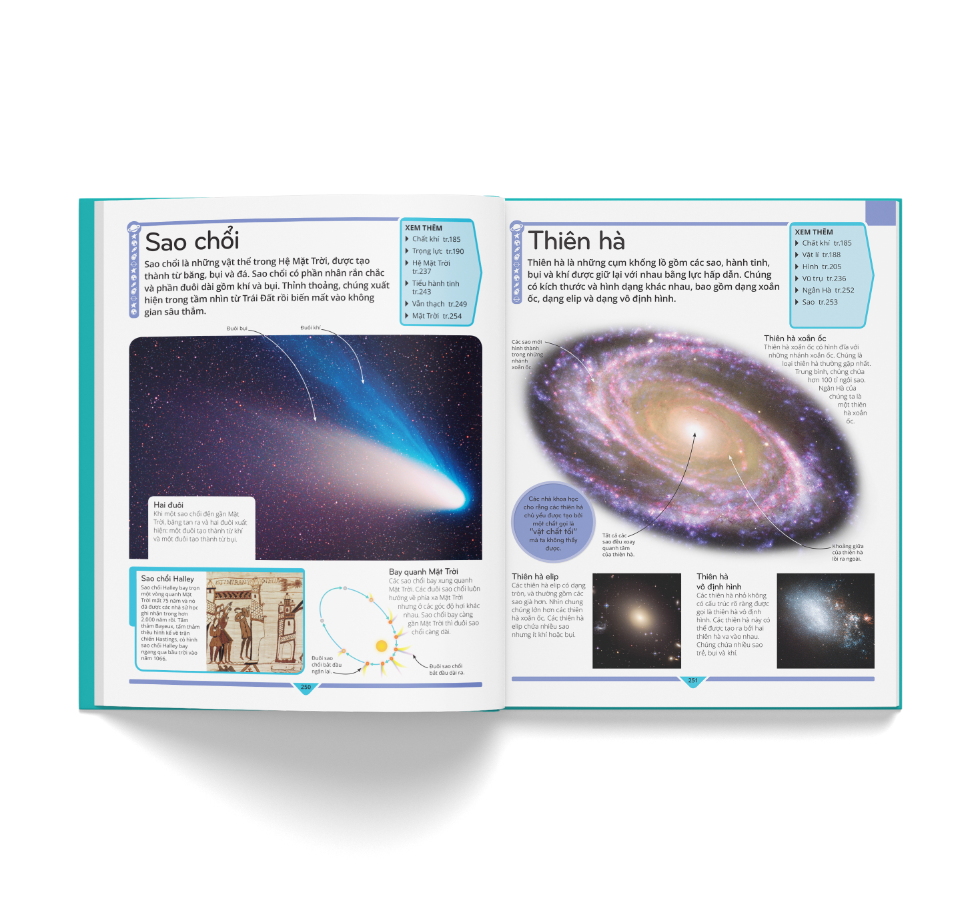 Sao chổi
Sao chổi là những vật thể trong Hệ Mặt Trời, được tạo
thành từ băng, bụi và đá. Sao chổi có phần nhân rắn chắc
và phần đuôi dài gồm khí và bụi. Thỉnh thoảng, chúng xuất
hiện trong tầm nhìn từ Trái Đất rồi biến mất vào không
gian sâu thẳm.
XEM THÊM
Chất khí tr.185
Trọng lực tr.190
Hệ Mặt Trời
tr.237
Tiểu hành tinh
tr.243
Vẫn thạch tr.249
Mặt Trời tr.254
Đuôi bụi
Đuôi khí
Hai đuôi
Khi một sao chổi đến gần Mặt
Trời, băng tan ra và hai đuôi xuất
hiện: một đuôi tạo thành từ khí
và một đuôi tạo thành từ bụi.
Sao chổi Halley
Sao chổi Halley bay trọn
một vòng quanh Mặt
Trời mất 75 năm và nó
đã được các nhà sử học
ghi nhận trong hơn
2.000 năm rồi. Tấm
thảm Bayeux, tấm thảm
thêu hình kể về trận
chiến Hastings, có hình
sao chổi Halley bay
ngang qua bầu trời vào
năm 1066.
Bay quanh Mặt Trời
Các sao chổi bay xung quanh
Mặt Trời. Các đuôi sao chổi luôn
hướng về phía xa Mặt Trời
nhưng ở các góc độ hơi khác
nhau. Sao chổi bay càng
gần Mặt Trời thì đuôi sao
chổi càng dài.
Đuôi sao
chổi bắt đầu
ngắn lại.
Đuôi sao chổi
bắt đầu dài ra.
250
Thiên hà
Thiên hà là những cụm khổng lồ gồm các sao, hành tinh,
bụi và khí được giữ lại với nhau bằng lực hấp dẫn. Chúng
có kích thước và hình dạng khác nhau, bao gồm dạng xoắn
ốc, dạng elip và dạng vô định hình.
XEM THÊM
Chất khí tr.185
Vật lí tr.188
Hình tr.205
Vũ trụ tr.236
Ngân Hà tr.252
Sao tr.253
Các sao mới
hình thành
trong những
nhánh
xoắn ốc.
Thiên hà xoắn ốc
Thiên hà xoắn ốc có hình đĩa với
những nhánh xoắn ốc. Chúng là
loại thiên hà thường gặp nhất.
Trung bình, chúng chứa
hơn 100 tỉ ngôi sao.
Ngân Hà của
chúng ta là
một thiên
hà xoắn
ốc.
Các nhà khoa học
cho rằng các thiên hà
chủ yếu được tạo bởi
một chất gọi là
"vật chất tối"
mà ta không thấy
được.
Tất cả các
sao đều xoay
quanh tâm
của thiên hà.
Khoảng giữa
của thiên hà
lồi ra ngoài.
Thiên hà elip
Các thiên hà elip có dạng
tròn, và thường gồm các
sao già hơn. Nhìn chung
chúng lớn hơn các thiên
hà xoắn ốc. Các thiên hà
elip chứa nhiều sao
nhưng ít khí hoặc bụi.
Thiên hà
vô định hình
Các thiên hà nhỏ không
có cấu trúc rõ ràng được
gọi là thiên hà vô định
hình. Các thiên hà này có
thể được tạo ra bởi hai
thiên hà va vào nhau.
Chúng chứa nhiều sao
trẻ, bụi và khí.
251